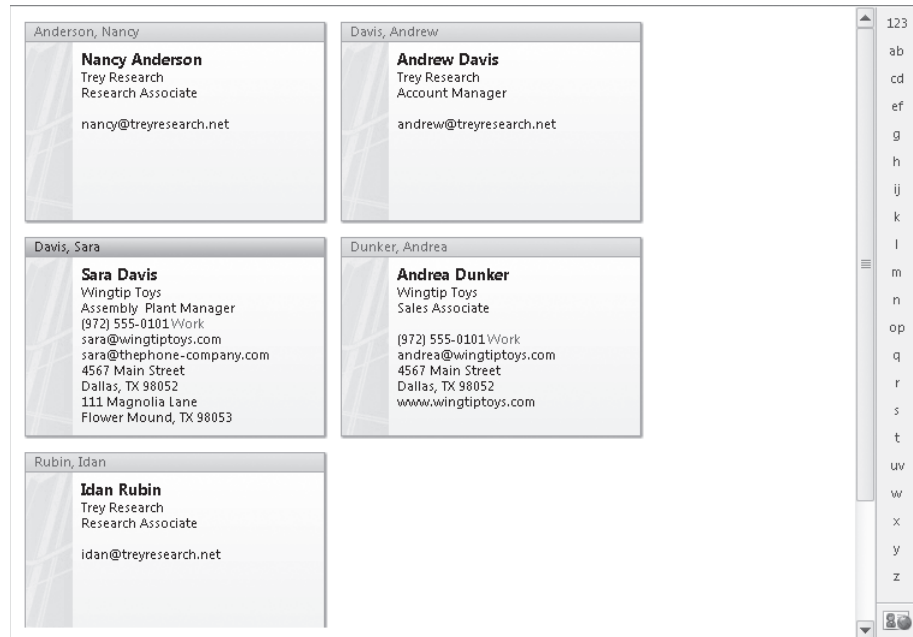 Anderson, Nancy
Nancy Anderson
Trey Research
Research Associate
nancy@treyresearch.net
Davis, Andrew
Andrew Davis
Trey Research
Account Manager
andrew@treyresearch.net
Davis, Sara
Sara Davis
Wingtip Toys
Assembly Plant Manager
(972) 555-0101 Work
sara@wingtiptoys.com
sara@thephone-company.com
4567 Main Street
Dallas, TX 98052
111 Magnolia Lane
Flower Mound, TX 98053
Dunker, Andrea
Andrea Dunker
Wingtip Toys
Sales Associate
(972) 555-0101 Work
andrea@wingtiptoys.com
4567 Main Street
Dallas, TX 98052
www.wingtiptoys.com
Rubin, Idan
Idan Rubin
Trey Research
Research Associate
idan@treyresearch.net
123
ab
cd
ef
g
h
ij
k
l
m
n
op
q
r
s
t
uv
w
x
y
z